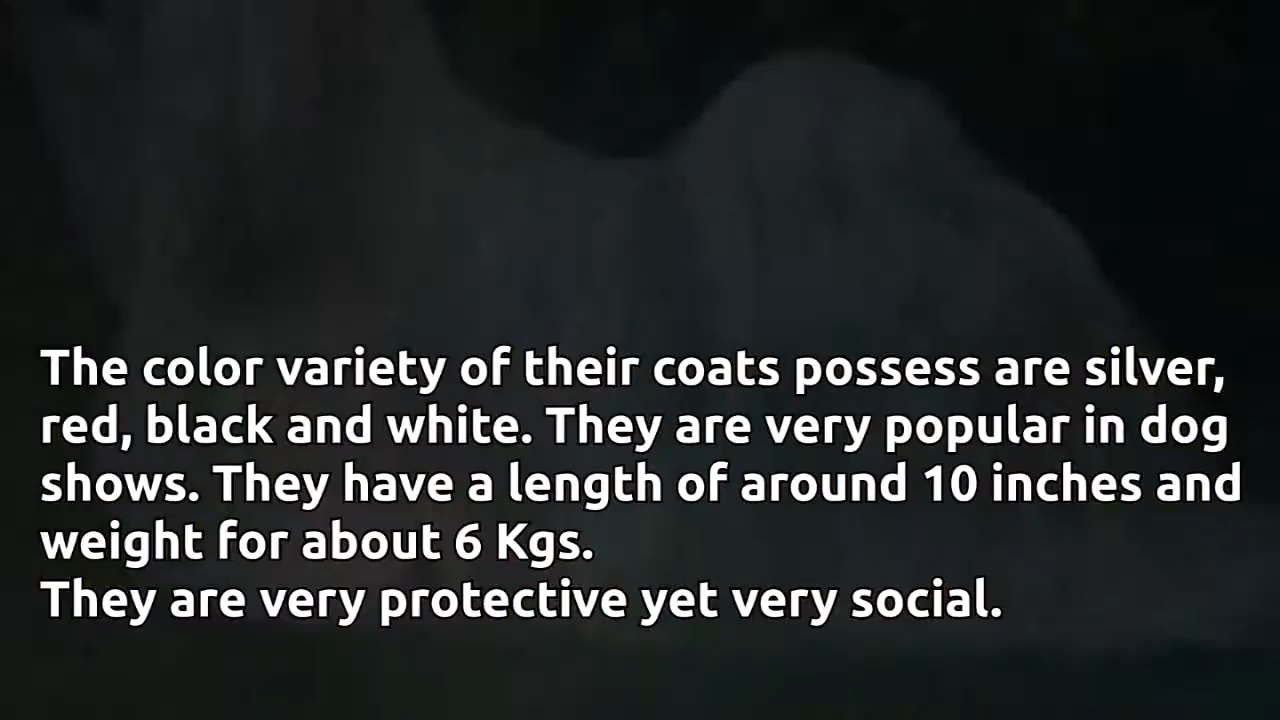 The color variety of their coats possess are silver,
red, black and white. They are very popular in dog
shows. They have a length of around 10 inches and
weight for about 6 Kgs.
They are very protective yet very social.